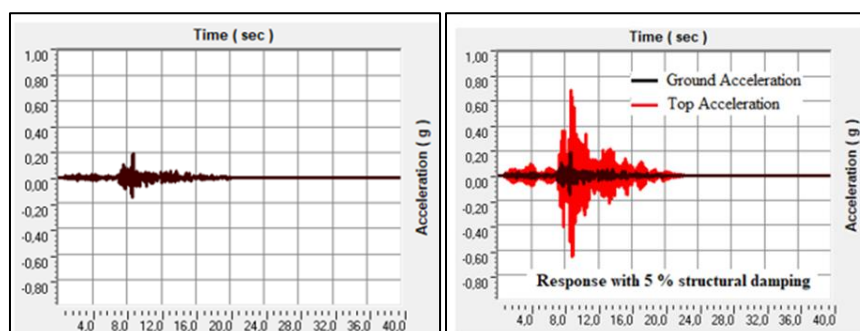 Time ( sec )
1,00
0,80
0,60
0,40
0,20
0,00
-0,20
-0,40
-0,60
-0,80
Acceleration ( g )
4,0 8,0 12,0 16,0 20,0 24,0 28,0 32,0 36,0 40,0
Time ( sec )
1,00
0,80
0,60
0,40
0,20
0,00
-0,20
-0,40
-0,60
-0,80
Ground Acceleration
Top Acceleration
Response with 5 % structural damping
Acceleration ( g )
4,0 8,0 12,0 16,0 20,0 24,0 28,0 32,0 36,0 40,0